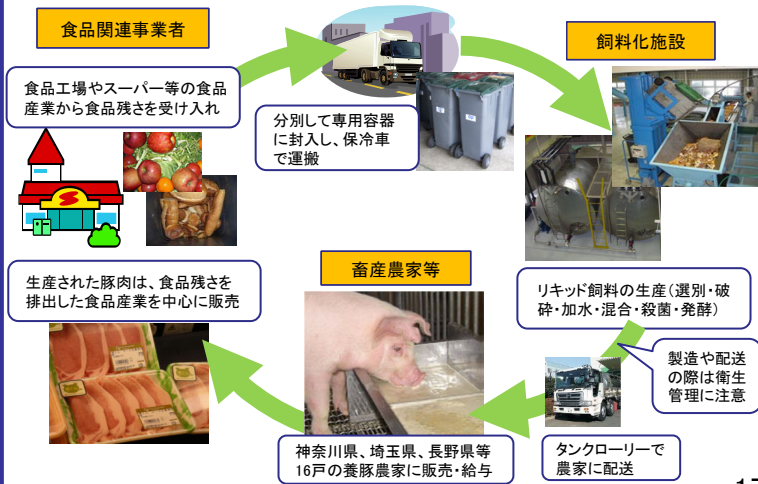 食品関連事業者
食品工場やスーパー等の食品
産業から食品残さを受け入れ
分別して専用容器
に封入し、保冷車
で運搬
飼料化施設
リキッド飼料の生産(選別・破
砕・加水・混合・殺菌・発酵)
製造や配送
の際は衛生
管理に注意
タンクローリーで
農家に配送
畜産農家等
神奈川県、埼玉県、長野県等
16戸の養豚農家に販売・給与
生産された豚肉は、食品残さを
排出した食品産業を中心に販売